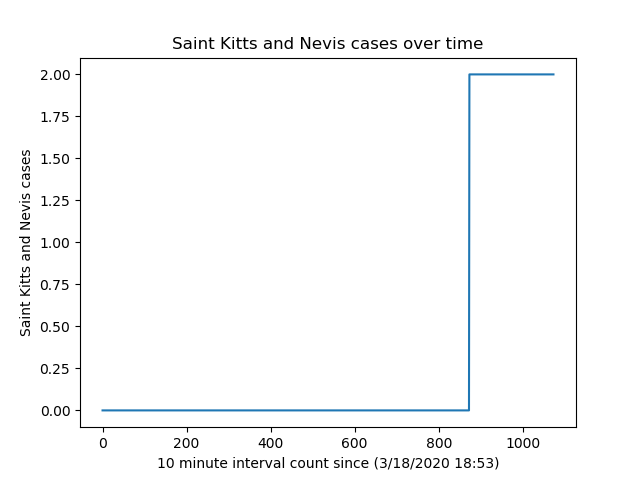 Saint Kitts and Nevis cases over time
Saint Kitts and Nevis cases
2.00
1.75
1.50
1.25
1.00
0.75
0.50
0.25
0.00
0 200 400 600 800 1000
10 minute interval count since (3/18/2020 18:53)